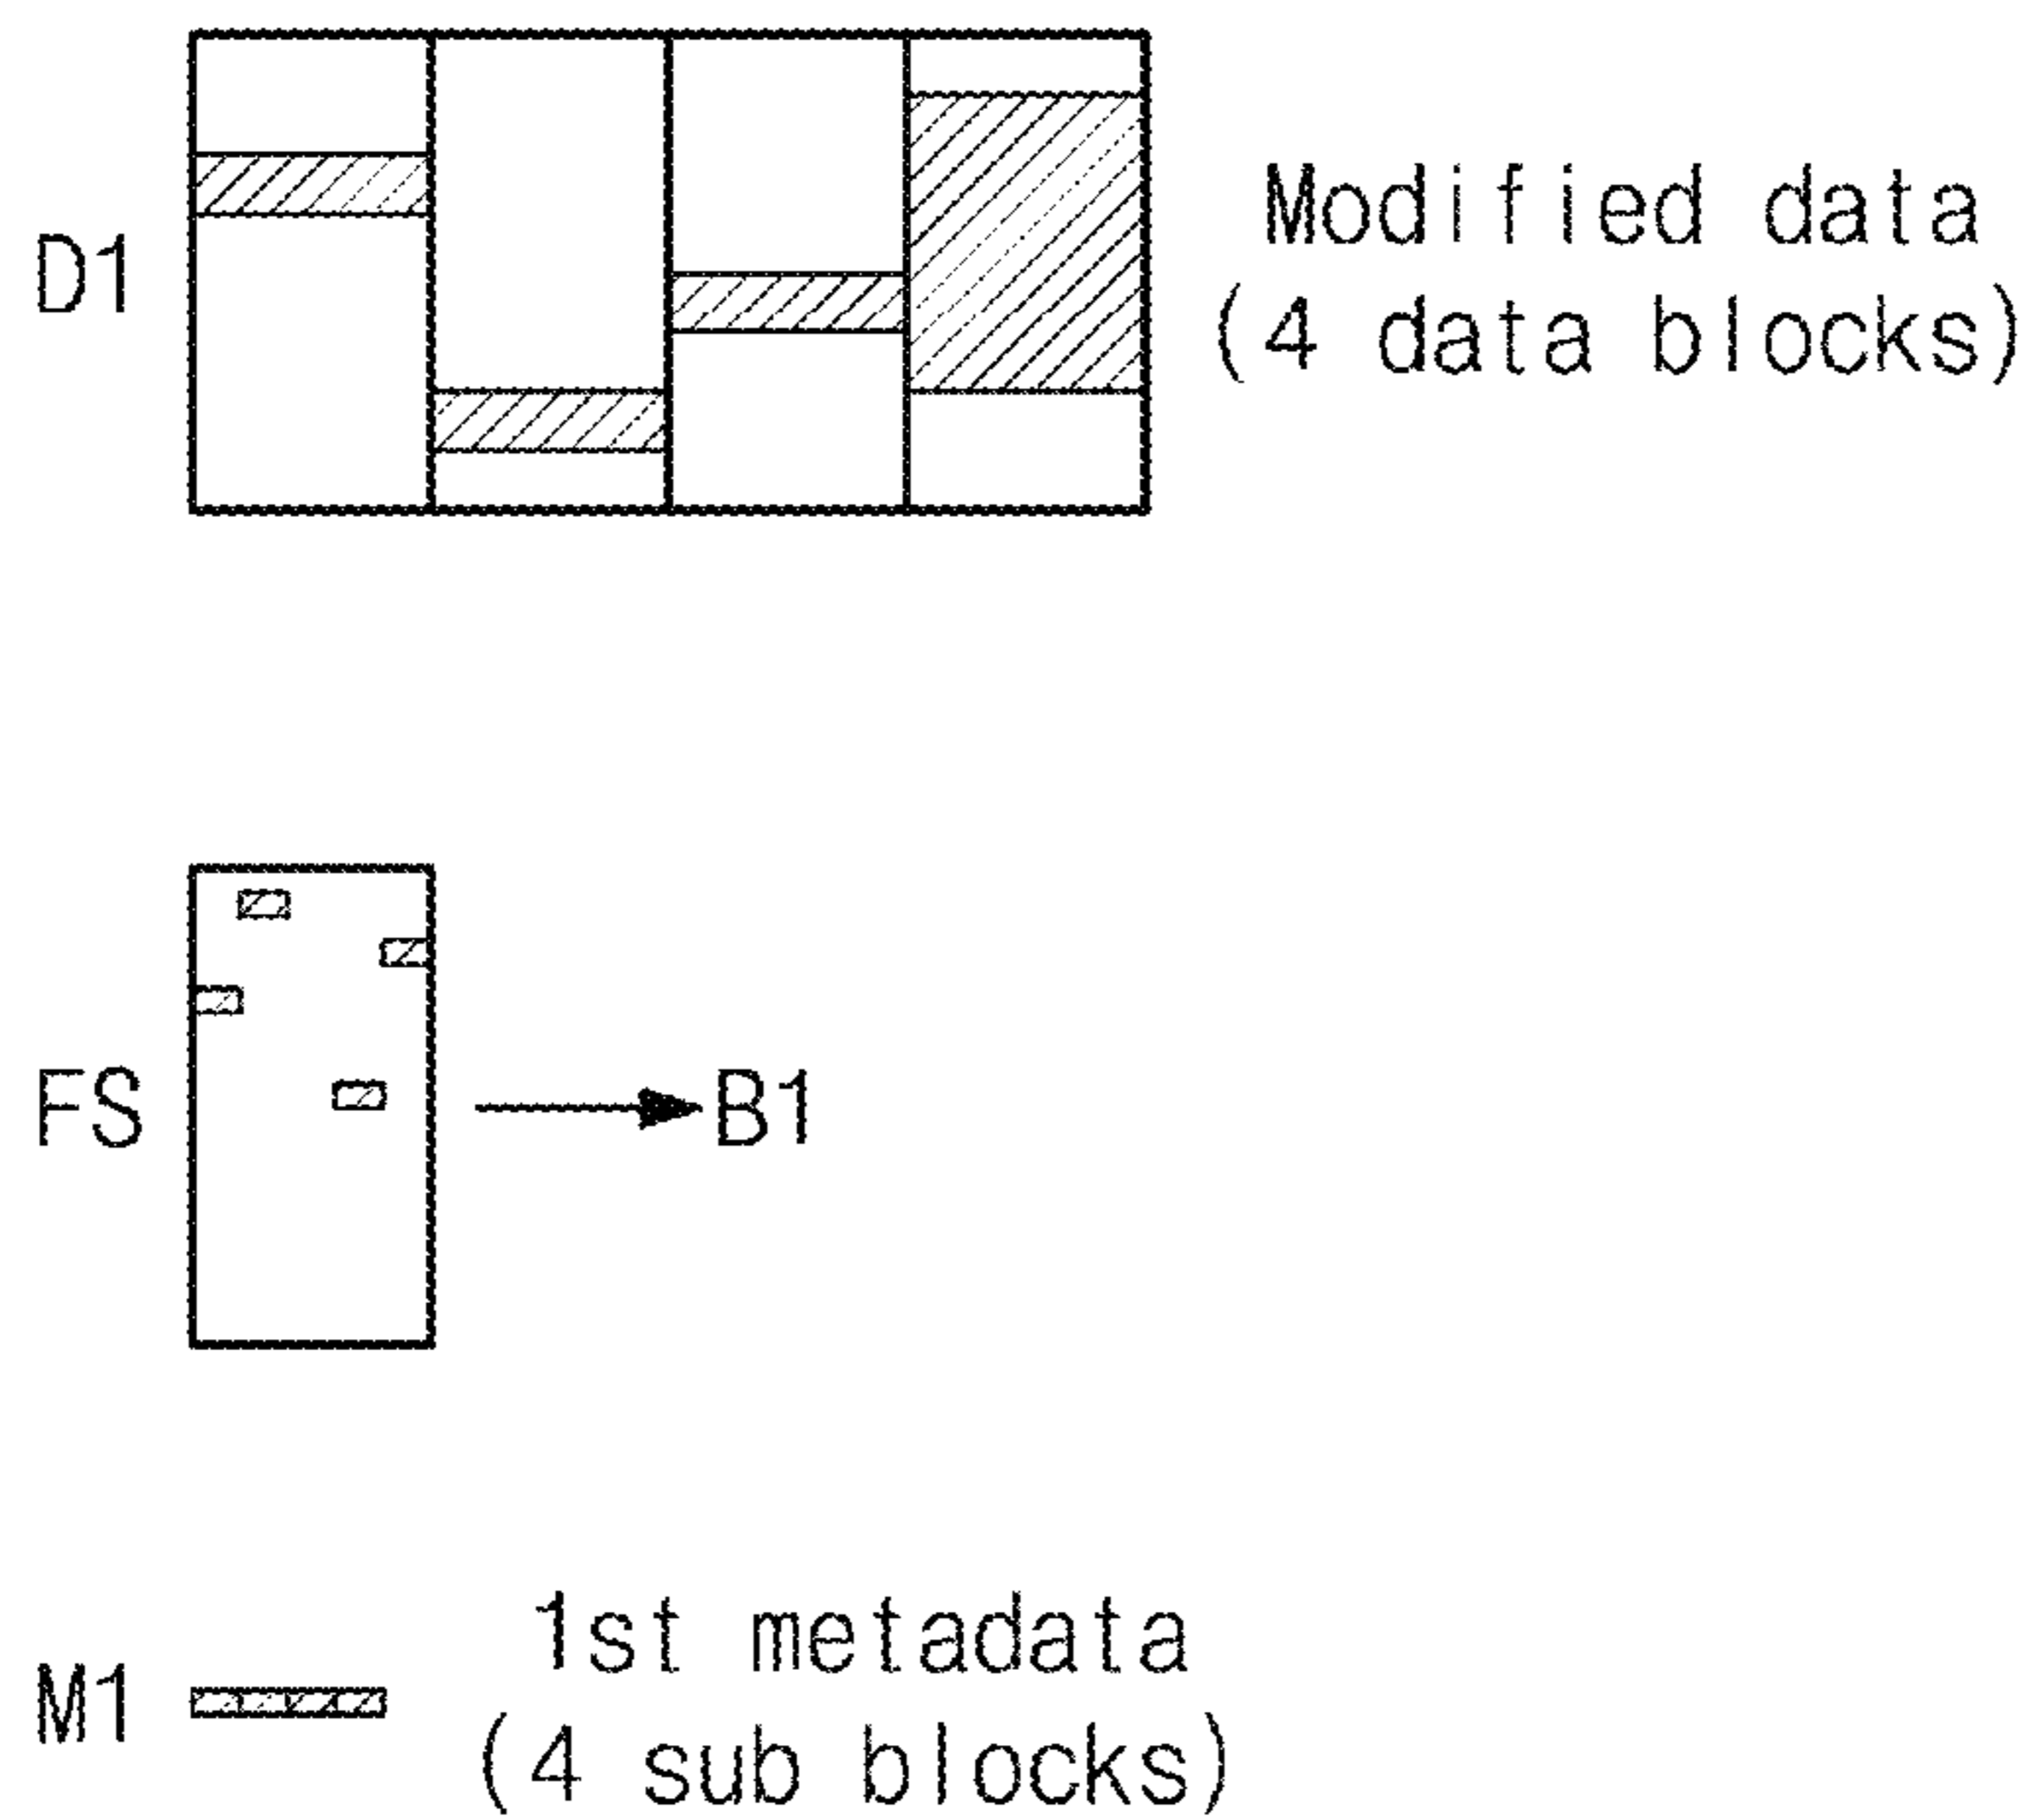 D1
Modified data
(4 data blocks)
FS
B1
M1
1st metadata
(4 sub blocks)